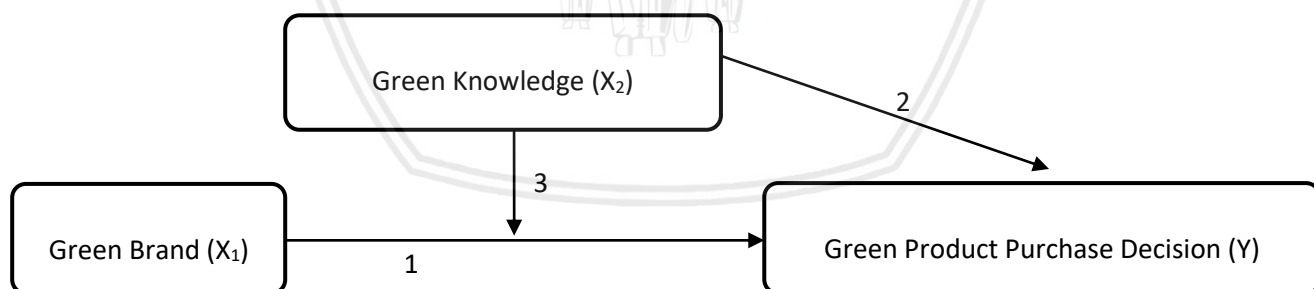 Green Knowledge (X₂)
2
3
Green Brand (X₁)
1
Green Product Purchase Decision (Y)